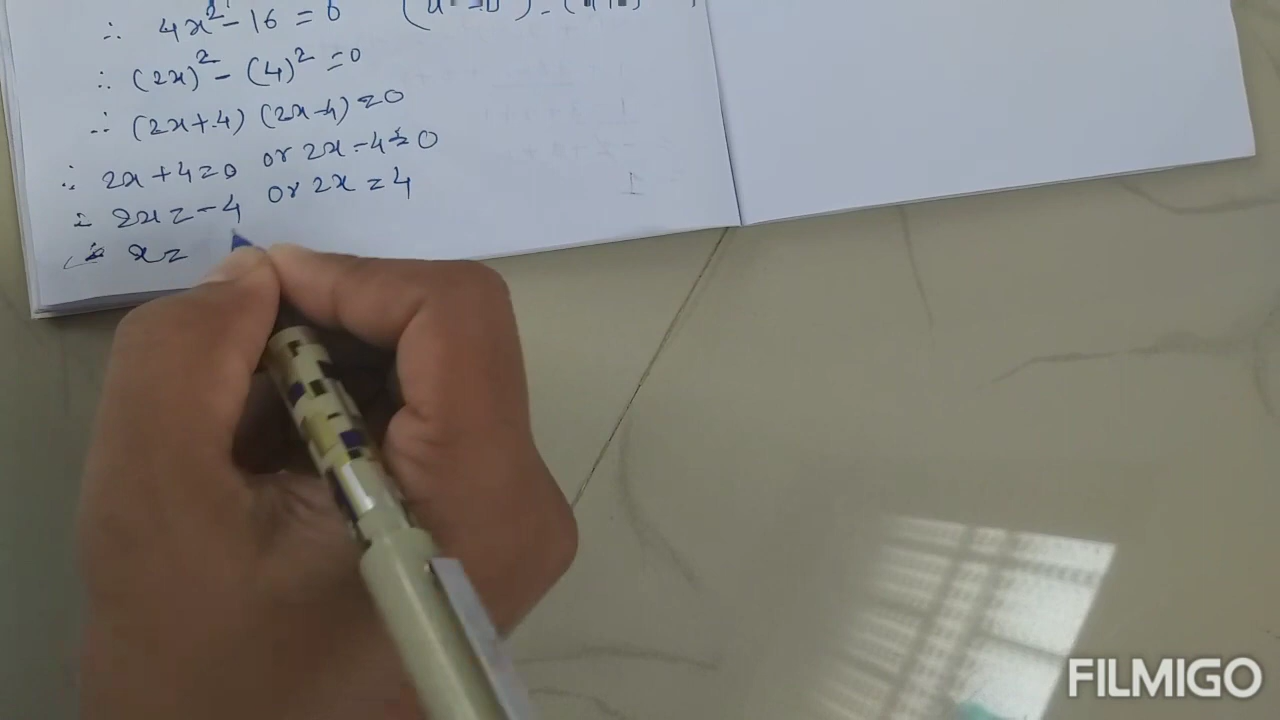 ∴ 4x² - 16 = 0
∴ (2x)² - (4)² = 0
∴ (2x+4) (2x-4) = 0
∴ 2x + 4 = 0 or 2x - 4 = 0
∴ 2x = -4 or 2x = 4
∴ x =
FILMIGO